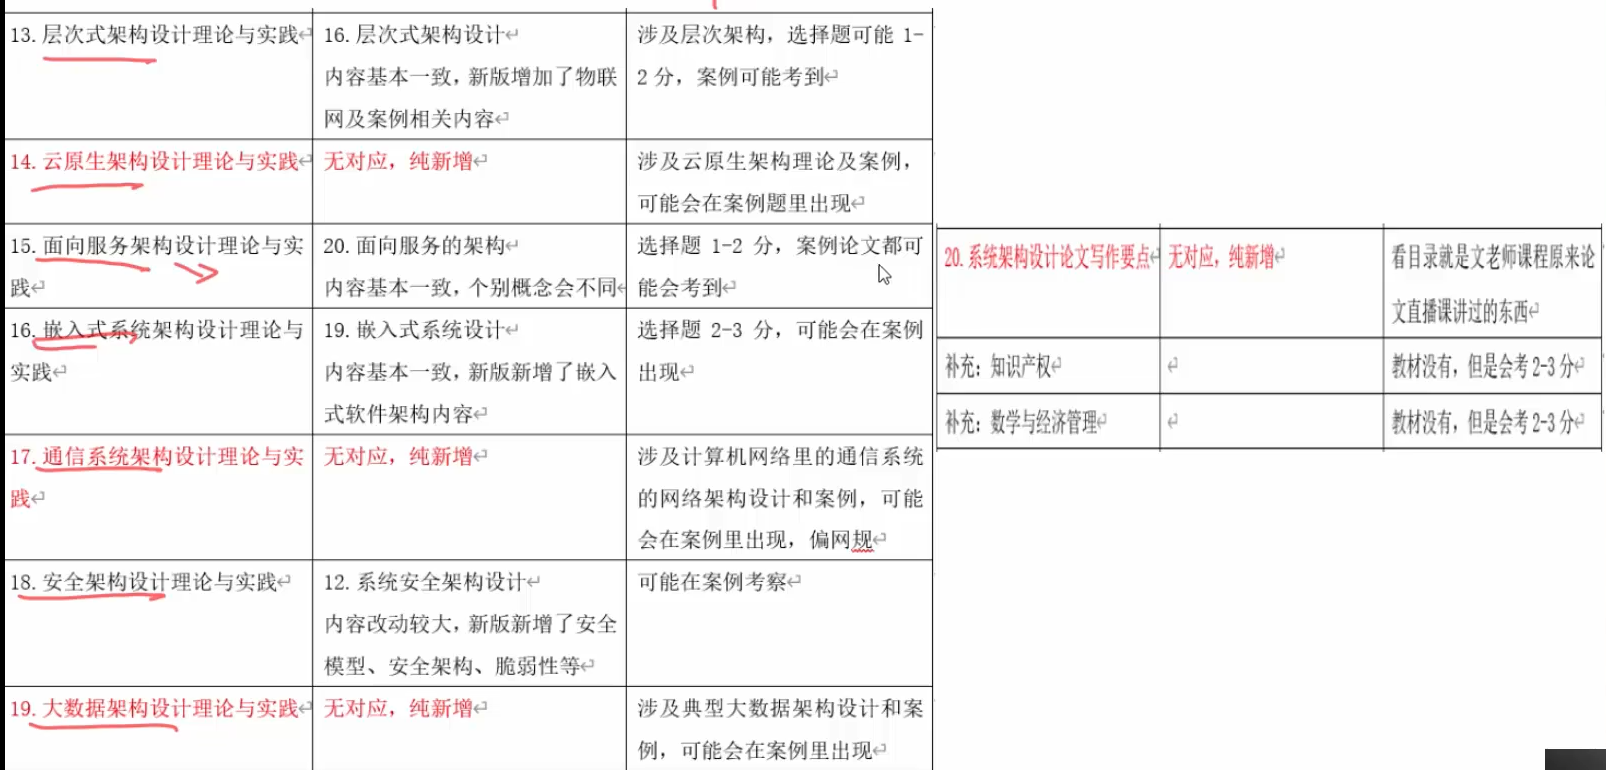 13.层次式架构设计理论与实践
16.层次式架构设计
内容基本一致，新版增加了物联
网及案例相关内容
涉及层次架构，选择题可能 1-
2 分，案例可能考到
14.云原生架构设计理论与实践
无对应，纯新增
涉及云原生架构理论及案例，
可能会在案例题里出现
15.面向服务架构设计理论与实
践
20.面向服务的架构
内容基本一致，个别概念会不同
选择题 1-2 分，案例论文都可
能会考到
16.嵌入式系统架构设计理论与
实践
19.嵌入式系统设计
内容基本一致，新版新增了嵌入
式软件架构内容
选择题 2-3 分，可能会在案例
出现
17.通信系统架构设计理论与实
践
无对应，纯新增
涉及计算机网络里的通信系统
的网络架构设计和案例，可能
会在案例里出现，偏网规
18.安全架构设计理论与实践
12.系统安全架构设计
内容改动较大，新版新增了安全
模型、安全架构、脆弱性等
可能在案例考察
19.大数据架构设计理论与实践
无对应，纯新增
涉及典型大数据架构设计和案
例，可能会在案例里出现
20.系统架构设计论文写作要点
无对应，纯新增
看目录就是文老师课程原来论
文直播课讲过的东西
补充：知识产权
教材没有，但是会考 2-3 分
补充：数学与经济管理
教材没有，但是会考 2-3 分